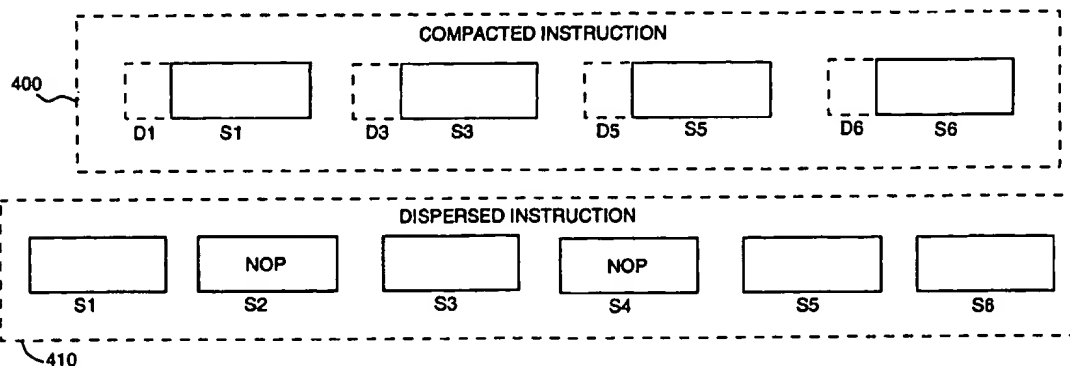 COMPACTED INSTRUCTION
400
D1 S1 D3 S3 D5 S5 D6 S6
DISPERSED INSTRUCTION
NOP NOP
S1 S2 S3 S4 S5 S6
410